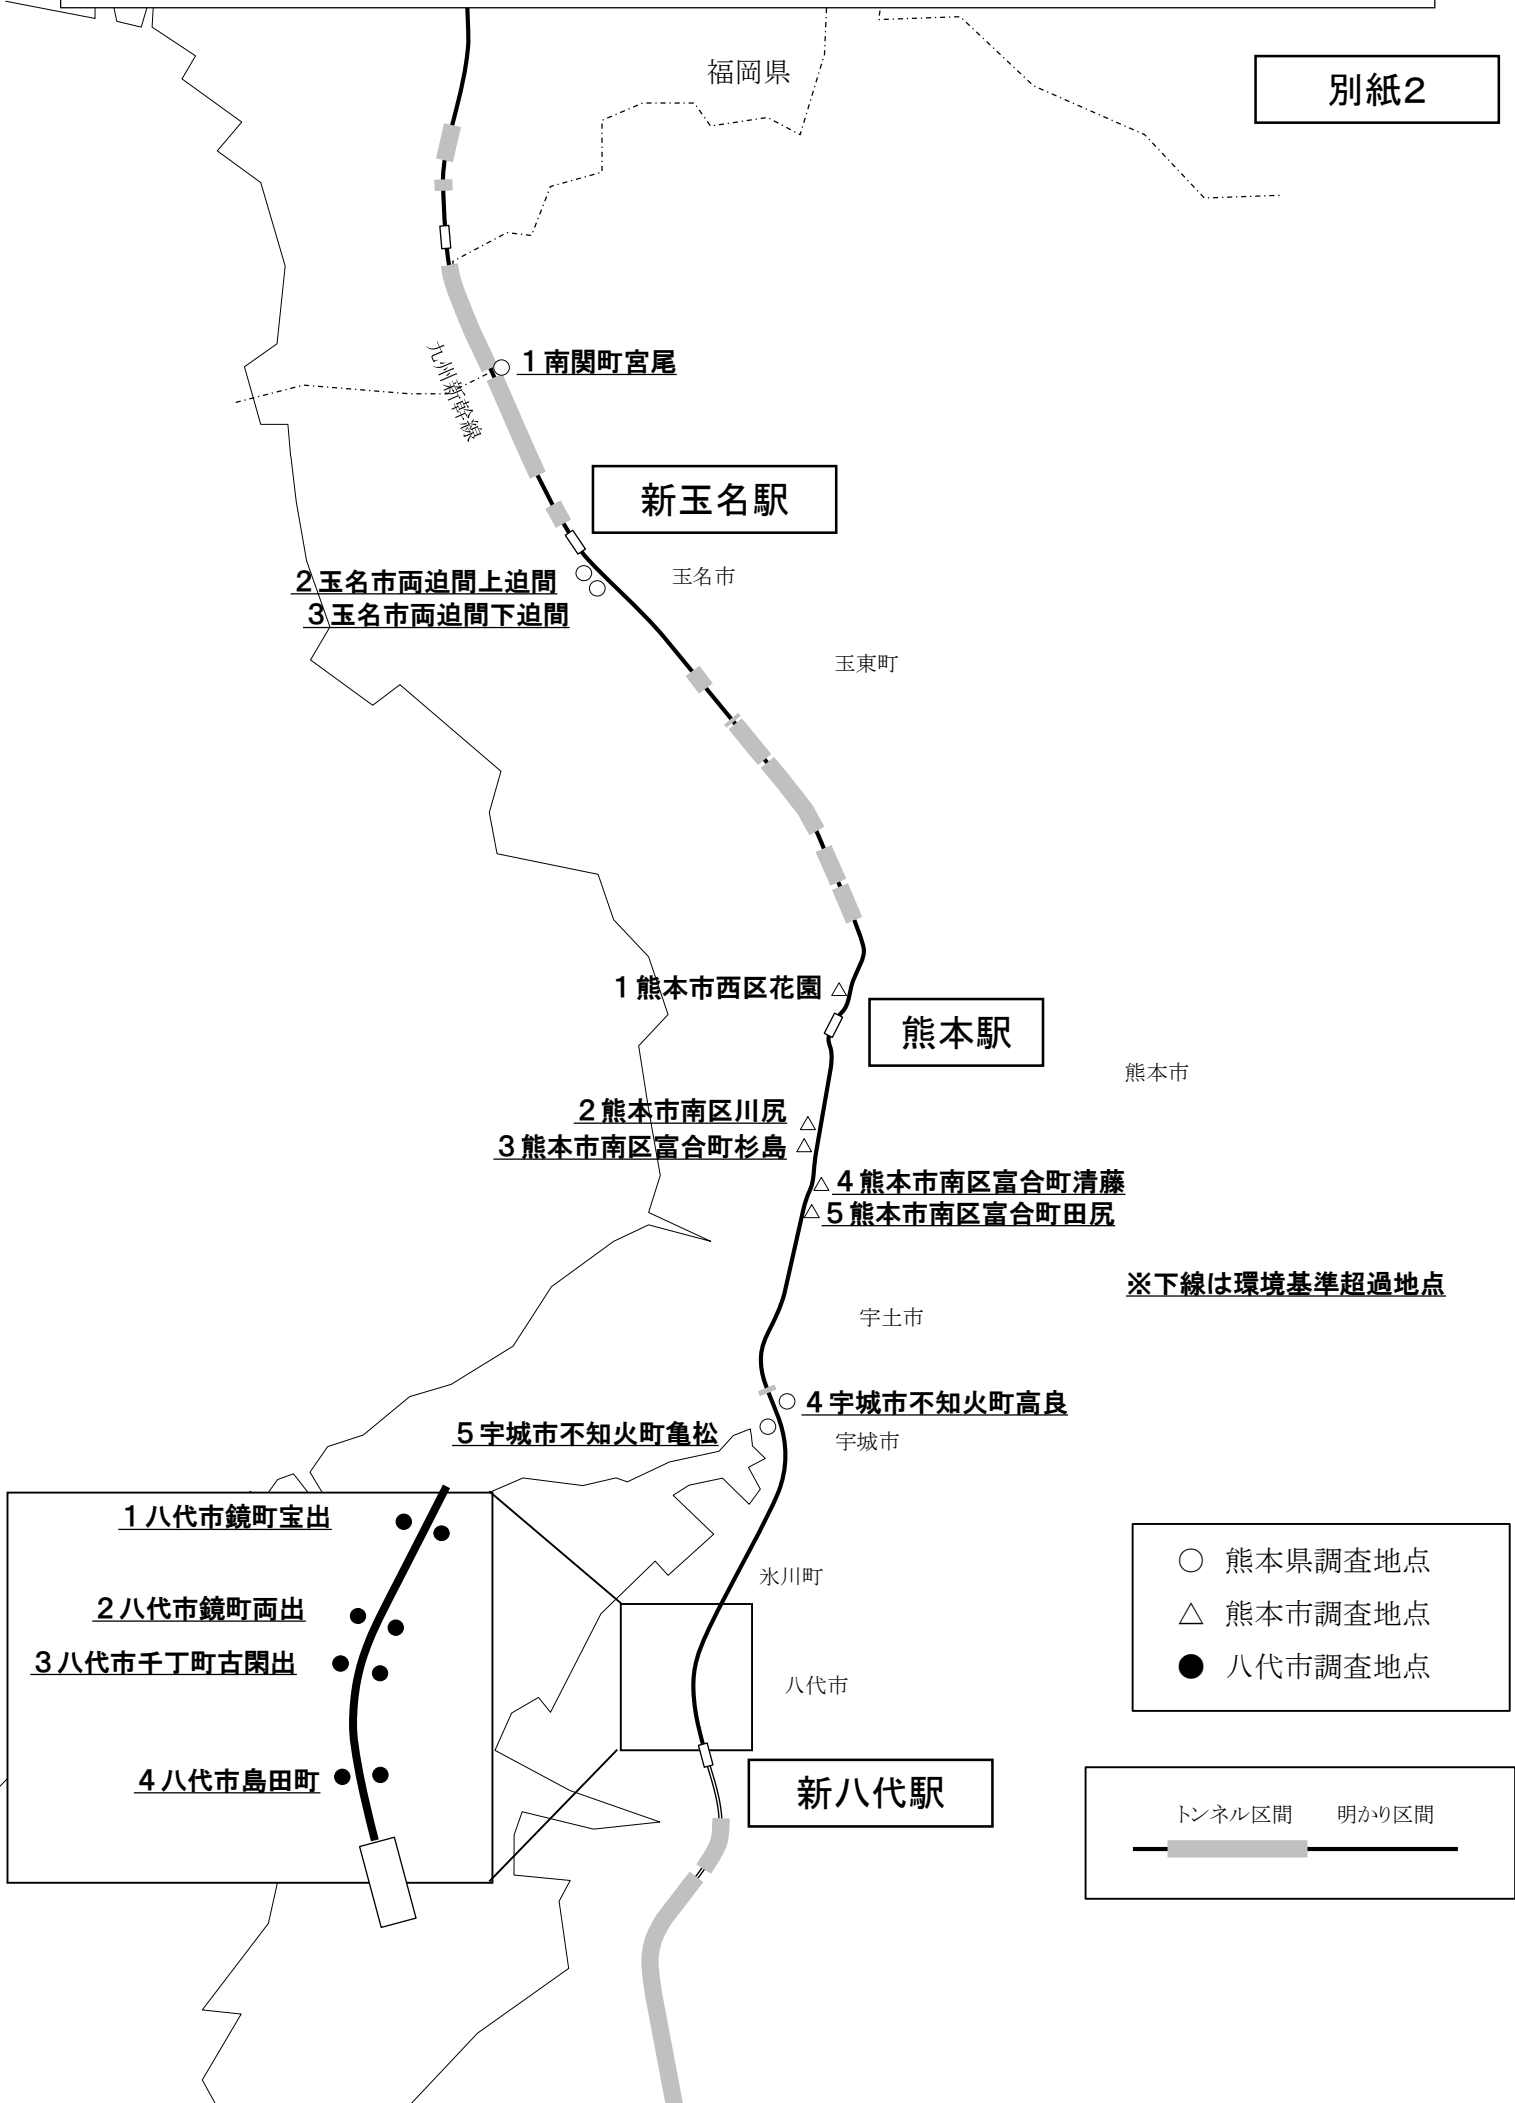 福岡県
別紙2
1南関町宮尾
九州新幹線
新玉名駅
2玉名市両迫間上迫間
3玉名市両迫間下迫間
玉名市
玉東町
1熊本市西区花園
熊本駅
熊本市
2熊本市南区川尻
3熊本市南区富合町杉島
4熊本市南区富合町清藤
5熊本市南区富合町田尻
※下線は環境基準超過地点
宇土市
4宇城市不知火町高良
5宇城市不知火町亀松
宇城市
1八代市鏡町宝出
2八代市鏡町両出
3八代市千丁町古閑出
4八代市島田町
氷川町
八代市
新八代駅
○ 熊本県調査地点
△ 熊本市調査地点
● 八代市調査地点
トンネル区間 明かり区間